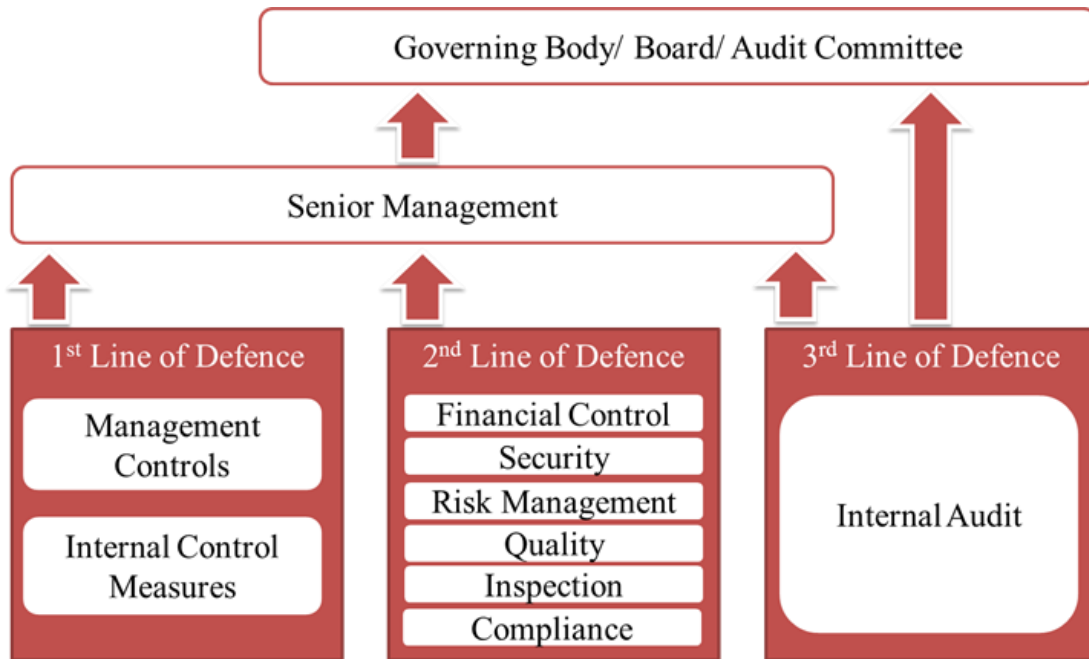 Governing Body/ Board/ Audit Committee
Senior Management
1st Line of Defence
Management
Controls
Internal Control
Measures
2nd Line of Defence
Financial Control
Security
Risk Management
Quality
Inspection
Compliance
3rd Line of Defence
Internal Audit